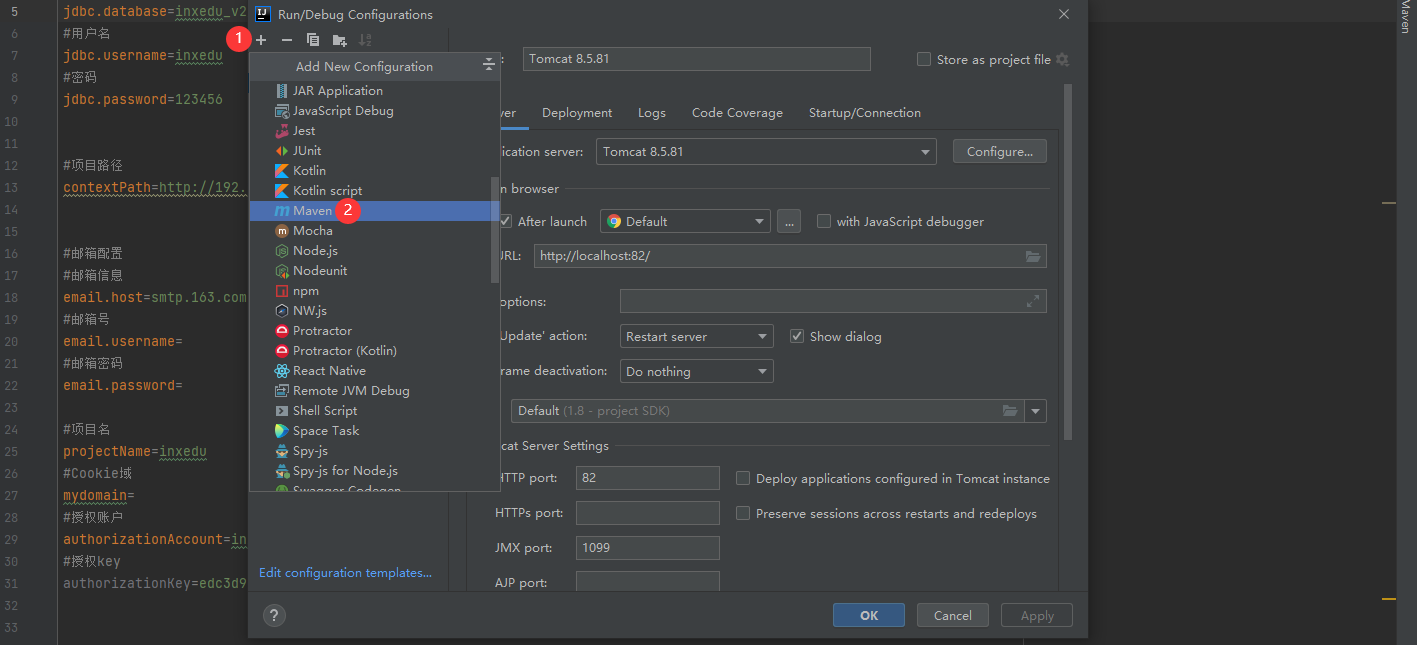 5 jdbc.database=inxedu_v2
6 #用户名
7 jdbc.username=inxedu
8 #密码
9 jdbc.password=123456
10
11
12 #项目路径
13 contextPath=http://192.
14
15
16 #邮箱配置
17 #邮箱信息
18 email.host=smtp.163.com
19 #邮箱号
20 email.username=
21 #邮箱密码
22 email.password=
23
24 #项目名
25 projectName=inxedu
26 #Cookie域
27 mydomain=
28 #授权账户
29 authorizationAccount=in
30 #授权key
31 authorizationKey=edc3d9
32
33
Run/Debug Configurations
1
Add New Configuration
JAR Application
JavaScript Debug
Jest
JUnit
Kotlin
Kotlin script
Maven 2
Mocha
Node.js
Nodeunit
npm
NW.js
Protractor
Protractor (Kotlin)
React Native
Remote JVM Debug
Shell Script
Space Task
Spy-js
Spy-js for Node.js
Swagger Codegen
Edit configuration templates...
: Tomcat 8.5.81 Store as project file
ver Deployment Logs Code Coverage Startup/Connection
ication server: Tomcat 8.5.81 Configure...
n browser
After launch Default ... with JavaScript debugger
URL: http://localhost:82/
options:
Update' action: Restart server Show dialog
rame deactivation: Do nothing
Default (1.8 - project SDK)
cat Server Settings
HTTP port: 82 Deploy applications configured in Tomcat instance
HTTPs port: Preserve sessions across restarts and redeploys
JMX port: 1099
AJP port:
? OK Cancel Apply
Maven